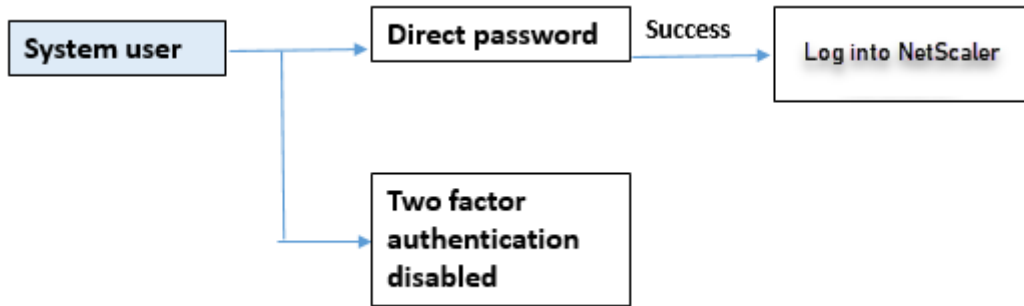 System user
Direct password
Success
Log into NetScaler
Two factor
authentication
disabled